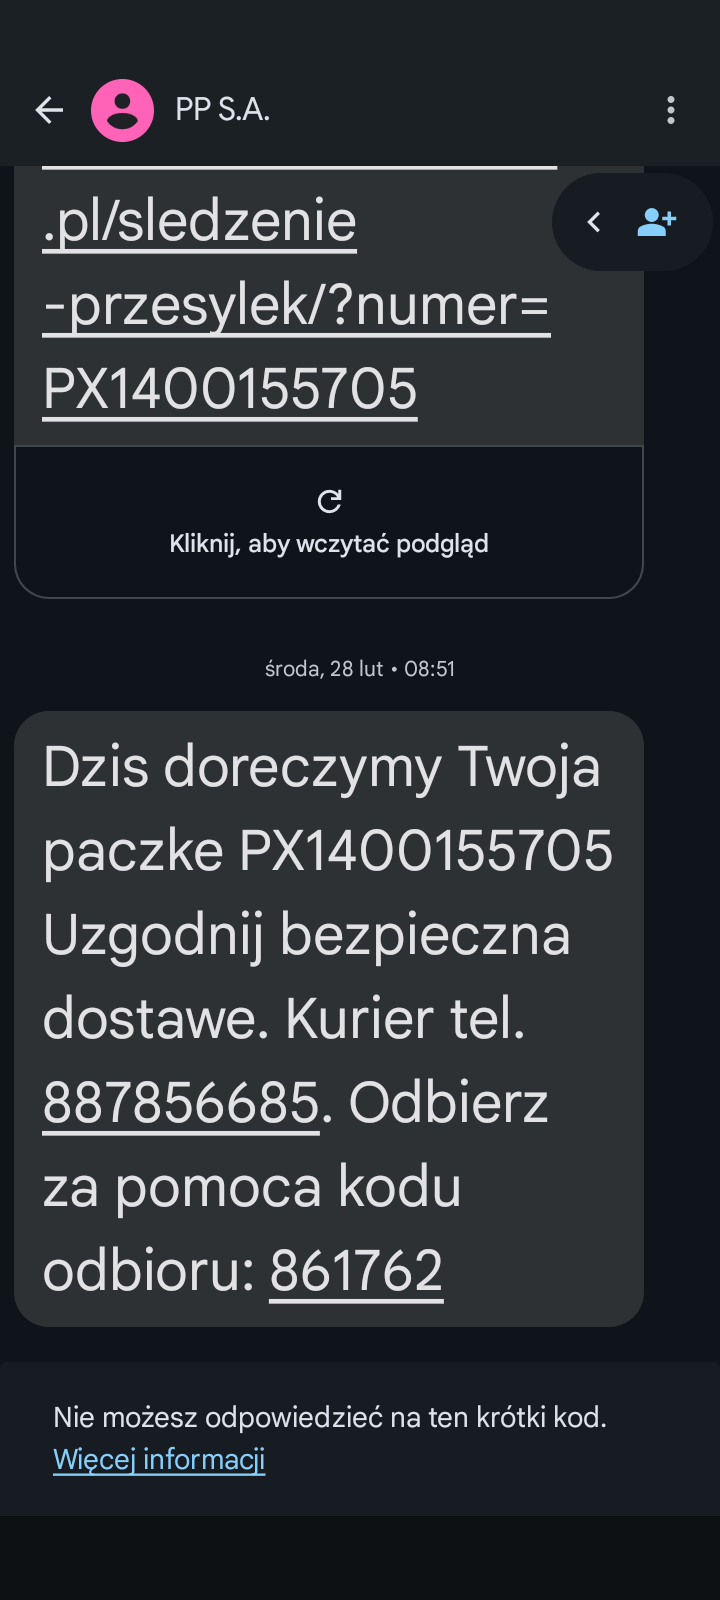 PP S.A.
.pl/sledzenie
-przesylek/?numer=
PX1400155705
Kliknij, aby wczytać podgląd
środa, 28 lut • 08:51
Dzis doreczymy Twoja
paczke PX1400155705
Uzgodnij bezpieczna
dostawe. Kurier tel.
887856685. Odbierz
za pomoca kodu
odbioru: 861762
Nie możesz odpowiedzieć na ten krótki kod.
Więcej informacji